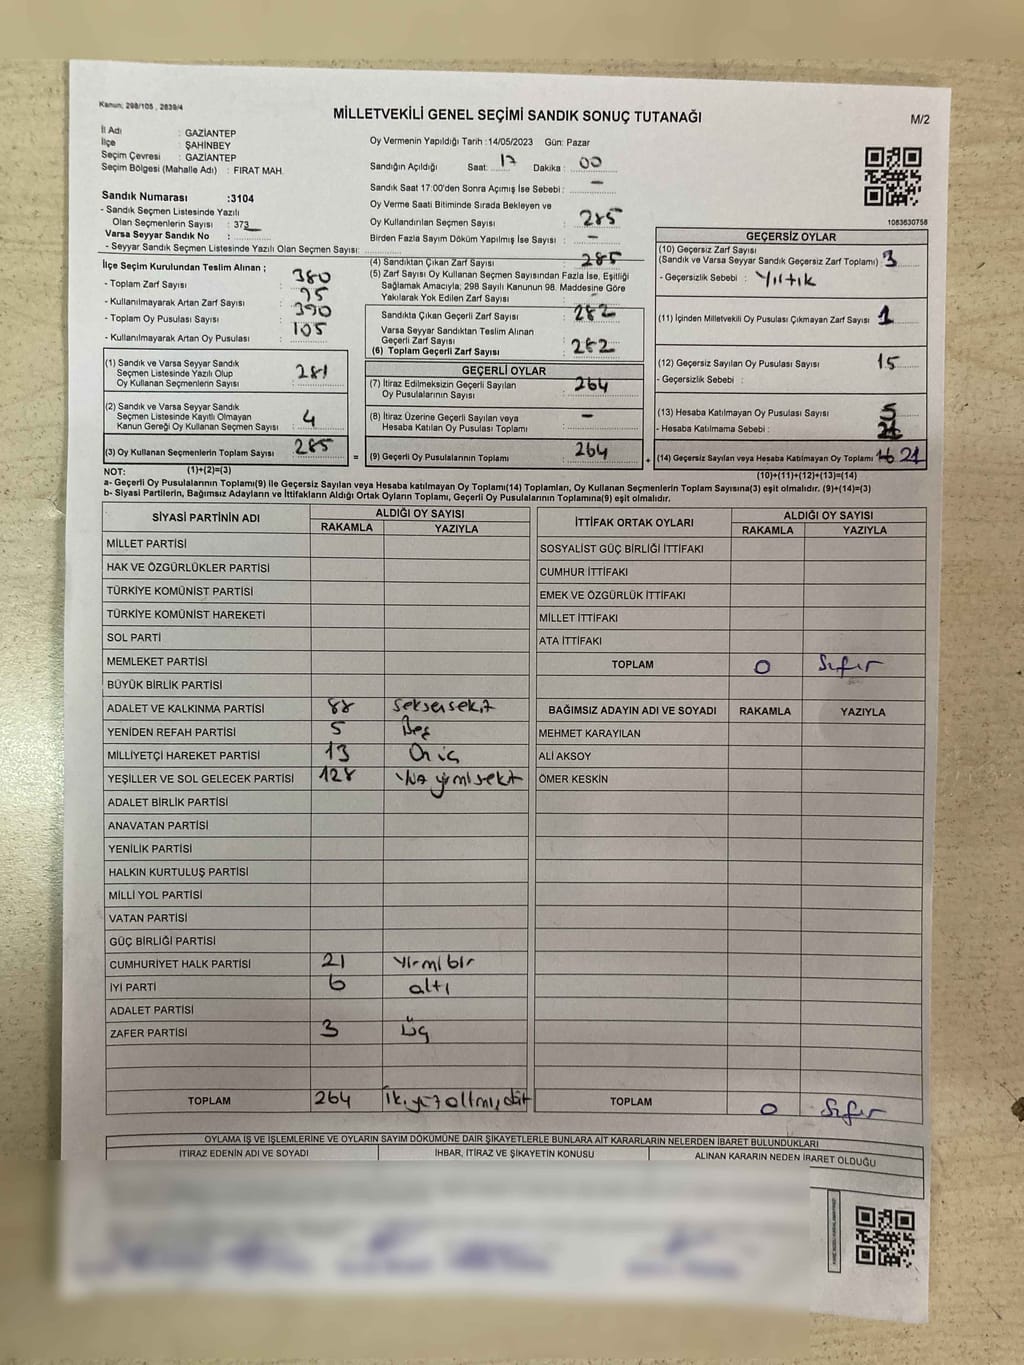 Kanun: 298/105 , 2839/4
MİLLETVEKİLİ GENEL SEÇİMİ SANDIK SONUÇ TUTANAĞI
M/2
İl Adı : GAZİANTEP
İlçe : ŞAHİNBEY
Seçim Çevresi : GAZİANTEP
Seçim Bölgesi (Mahalle Adı) : FIRAT MAH.
Sandık Numarası :3104
- Sandık Seçmen Listesinde Yazılı
Olan Seçmenlerin Sayısı : 373
Varsa Seyyar Sandık No :
- Seyyar Sandık Seçmen Listesinde Yazılı Olan Seçmen Sayısı:
Oy Vermenin Yapıldığı Tarih :14/05/2023 Gün: Pazar
Sandığın Açıldığı Saat: 17 Dakika : 00
Sandık Saat 17:00'den Sonra Açımış İse Sebebi : -
Oy Verme Saati Bitiminde Sırada Bekleyen ve
Oy Kullandırılan Seçmen Sayısı : 285
Birden Fazla Sayım Döküm Yapılmış İse Sayısı : -
1083630758
İlçe Seçim Kurulundan Teslim Alınan ;
- Toplam Zarf Sayısı : 380
- Kullanılmayarak Artan Zarf Sayısı : 95
- Toplam Oy Pusulası Sayısı : 390
- Kullanılmayarak Artan Oy Pusulası : 105
(1) Sandık ve Varsa Seyyar Sandık
Seçmen Listesinde Yazılı Olup
Oy Kullanan Seçmenlerin Sayısı : 281
(2) Sandık ve Varsa Seyyar Sandık
Seçmen Listesinde Kayıtlı Olmayan
Kanun Gereği Oy Kullanan Seçmen Sayısı : 4
(3) Oy Kullanan Seçmenlerin Toplam Sayısı : 285
(4) Sandıktan Çıkan Zarf Sayısı : 285
(5) Zarf Sayısı Oy Kullanan Seçmen Sayısından Fazla İse, Eşitliği
Sağlamak Amacıyla; 298 Sayılı Kanunun 98. Maddesine Göre
Yakılarak Yok Edilen Zarf Sayısı :
Sandıkta Çıkan Geçerli Zarf Sayısı : 282
Varsa Seyyar Sandıktan Teslim Alınan
Geçerli Zarf Sayısı :
(6) Toplam Geçerli Zarf Sayısı : 282
GEÇERLİ OYLAR
(7) İtiraz Edilmeksizin Geçerli Sayılan
Oy Pusulalarının Sayısı : 264
(8) İtiraz Üzerine Geçerli Sayılan veya
Hesaba Katılan Oy Pusulası Toplamı : -
= (9) Geçerli Oy Pusulalarının Toplamı : 264
GEÇERSİZ OYLAR
(10) Geçersiz Zarf Sayısı
(Sandık ve Varsa Seyyar Sandık Geçersiz Zarf Toplamı) : 3
- Geçersizlik Sebebi : Yırtık
(11) İçinden Milletvekili Oy Pusulası Çıkmayan Zarf Sayısı : 1
(12) Geçersiz Sayılan Oy Pusulası Sayısı : 15
- Geçersizlik Sebebi :
(13) Hesaba Katılmayan Oy Pusulası Sayısı : 5
- Hesaba Katılmama Sebebi :
+ (14) Geçersiz Sayılan veya Hesaba Katılmayan Oy Toplamı : 21
NOT: (1)+(2)=(3)
(10)+(11)+(12)+(13)=(14)
a- Geçerli Oy Pusulalarının Toplamı(9) ile Geçersiz Sayılan veya Hesaba katılmayan Oy Toplamı(14) Toplamları, Oy Kullanan Seçmenlerin Toplam Sayısına(3) eşit olmalıdır. (9)+(14)=(3)
b- Siyasi Partilerin, Bağımsız Adayların ve İttifakların Aldığı Ortak Oyların Toplamı, Geçerli Oy Pusulalarının Toplamına(9) eşit olmalıdır.
SİYASİ PARTİNİN ADI ALDIĞI OY SAYISI
RAKAMLA YAZIYLA
MİLLET PARTİSİ
HAK VE ÖZGÜRLÜKLER PARTİSİ
TÜRKİYE KOMÜNİST PARTİSİ
TÜRKİYE KOMÜNİST HAREKETİ
SOL PARTİ
MEMLEKET PARTİSİ
BÜYÜK BİRLİK PARTİSİ
ADALET VE KALKINMA PARTİSİ 88 Seksensekiz
YENİDEN REFAH PARTİSİ 5 Beş
MİLLİYETÇİ HAREKET PARTİSİ 13 Onüç
YEŞİLLER VE SOL GELECEK PARTİSİ 128 Yüz yirmisekiz
ADALET BİRLİK PARTİSİ
ANAVATAN PARTİSİ
YENİLİK PARTİSİ
HALKIN KURTULUŞ PARTİSİ
MİLLİ YOL PARTİSİ
VATAN PARTİSİ
GÜÇ BİRLİĞİ PARTİSİ
CUMHURİYET HALK PARTİSİ 21 Yirmibir
İYİ PARTİ 6 altı
ADALET PARTİSİ
ZAFER PARTİSİ 3 Üç
TOPLAM 264 İkiyüzaltmışdört
İTTİFAK ORTAK OYLARI ALDIĞI OY SAYISI
RAKAMLA YAZIYLA
SOSYALİST GÜÇ BİRLİĞİ İTTİFAKI
CUMHUR İTTİFAKI
EMEK VE ÖZGÜRLÜK İTTİFAKI
MİLLET İTTİFAKI
ATA İTTİFAKI
TOPLAM 0 Sıfır
BAĞIMSIZ ADAYIN ADI VE SOYADI RAKAMLA YAZIYLA
MEHMET KARAYILAN
ALİ AKSOY
ÖMER KESKİN
TOPLAM 0 Sıfır
OYLAMA İŞ VE İŞLEMLERİNE VE OYLARIN SAYIM DÖKÜMÜNE DAİR ŞİKAYETLERLE BUNLARA AİT KARARLARIN NELERDEN İBARET BULUNDUKLARI
İTİRAZ EDENİN ADI VE SOYADI İHBAR, İTİRAZ VE ŞİKAYETİN KONUSU ALINAN KARARIN NEDEN İBARET OLDUĞU